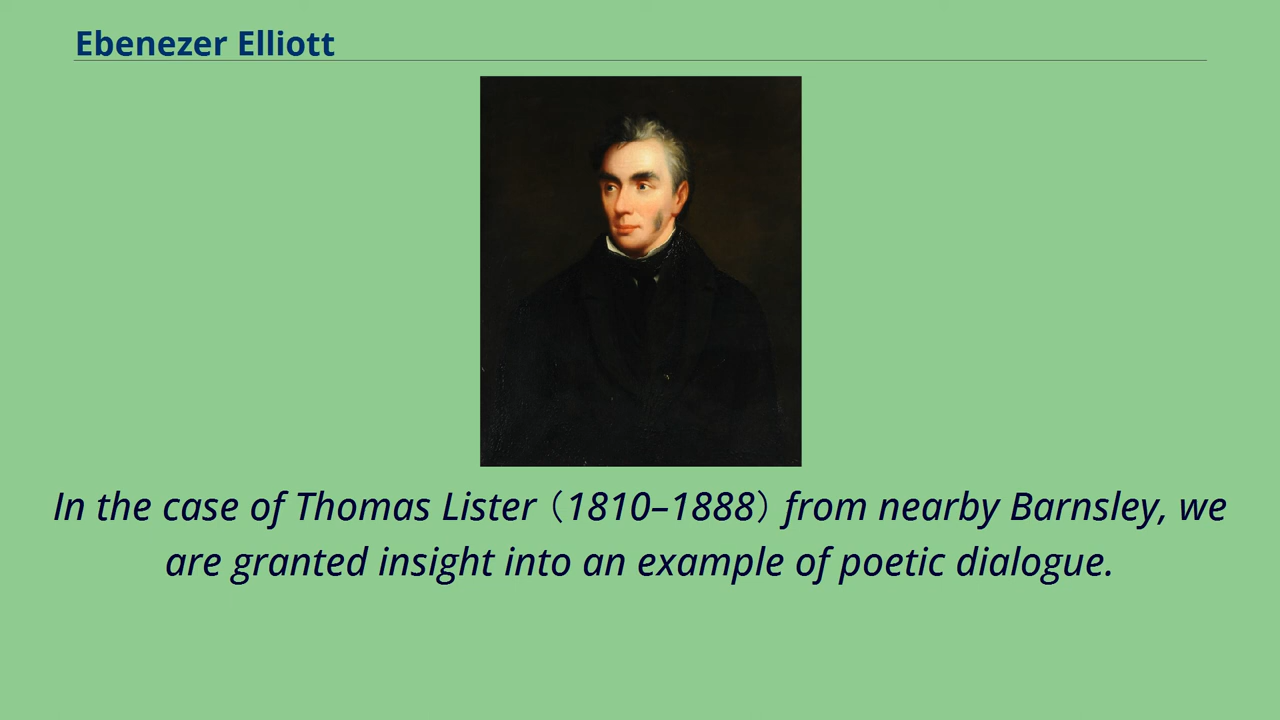 Ebenezer Elliott
In the case of Thomas Lister（1810–1888）from nearby Barnsley, we
are granted insight into an example of poetic dialogue.